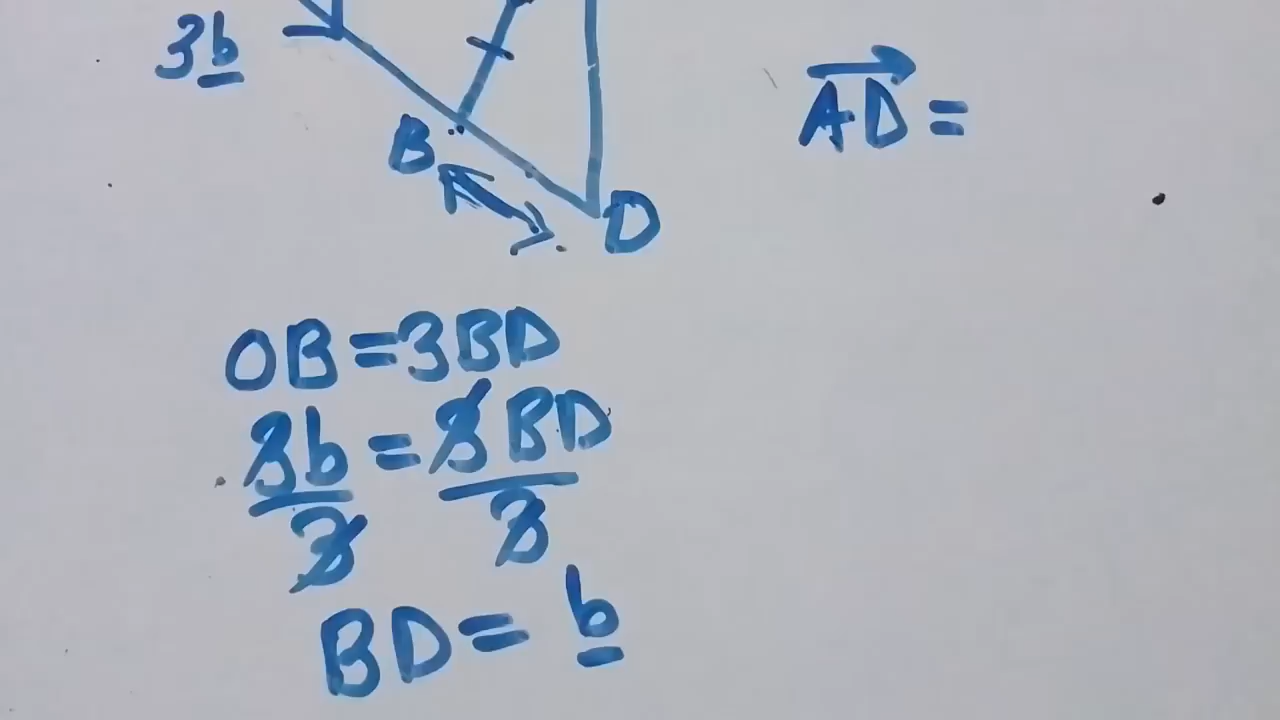 3b
B
D
AD =
OB = 3BD
3b = 3BD
3 3
BD = b